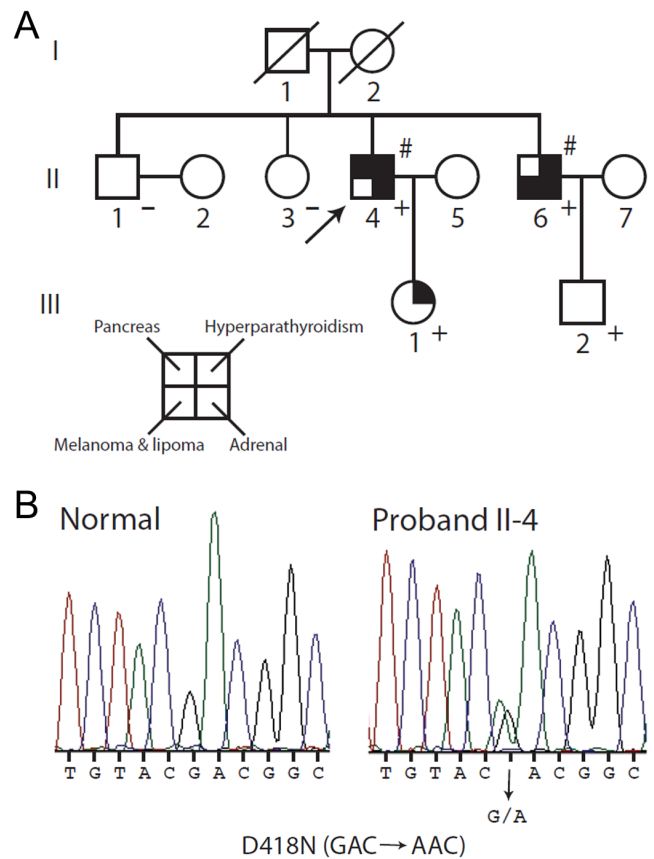 A
I
1 2
# #
II
1 − 2 3 − 4 + 5 6 + 7
III
1 + 2 +
Pancreas Hyperparathyroidism
Melanoma & lipoma Adrenal
B
Normal Proband II-4
T G T A C G A C G G C T G T A C A C G G C
G/A
D418N (GAC→AAC)